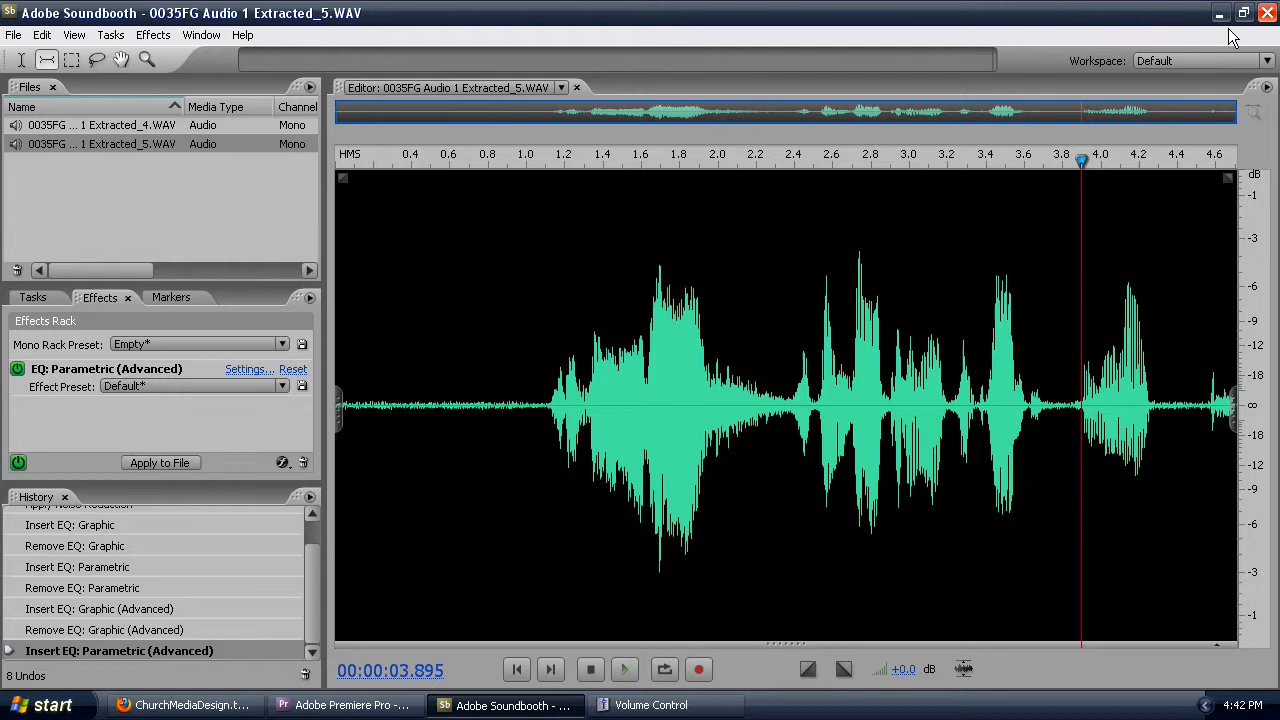 Sb Adobe Soundbooth - 0035FG Audio 1 Extracted_5.WAV
File Edit View Tasks Effects Window Help
Workspace: Default
Files
Editor: 0035FG Audio 1 Extracted_5.WAV
Name Media Type Channel
0035FG ... 1 Extracted_4.WAV Audio Mono
0035FG ... 1 Extracted_5.WAV Audio Mono
HMS 0.4 0.6 0.8 1.0 1.2 1.4 1.6 1.8 2.0 2.2 2.4 2.6 2.8 3.0 3.2 3.4 3.6 3.8 4.0 4.2 4.4 4.6
dB
-1
-3
-6
-9
-12
-18
∞
-18
-12
-9
-6
-3
-1
Tasks Effects Markers
Effects Rack
Mono Rack Preset: Empty*
EQ: Parametric (Advanced) Settings... Reset
Effect Preset: Default*
Apply to File
History
Insert EQ: Graphic
Remove EQ: Graphic
Insert EQ: Parametric
Remove EQ: Parametric
Insert EQ: Graphic (Advanced)
Remove EQ: Graphic (Advanced)
Insert EQ: Parametric (Advanced)
8 Undos
00:00:03.895
+0.0 dB
start ChurchMediaDesign.t... Pr Adobe Premiere Pro -... Sb Adobe Soundbooth - ... Volume Control 4:42 PM